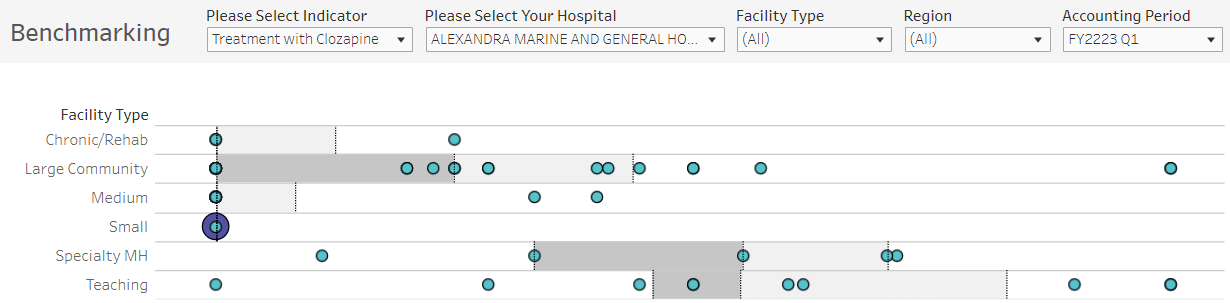 Benchmarking
Please Select Indicator
Treatment with Clozapine
Please Select Your Hospital
ALEXANDRA MARINE AND GENERAL HO...
Facility Type
(All)
Region
(All)
Accounting Period
FY2223 Q1
Facility Type
Chronic/Rehab
Large Community
Medium
Small
Specialty MH
Teaching